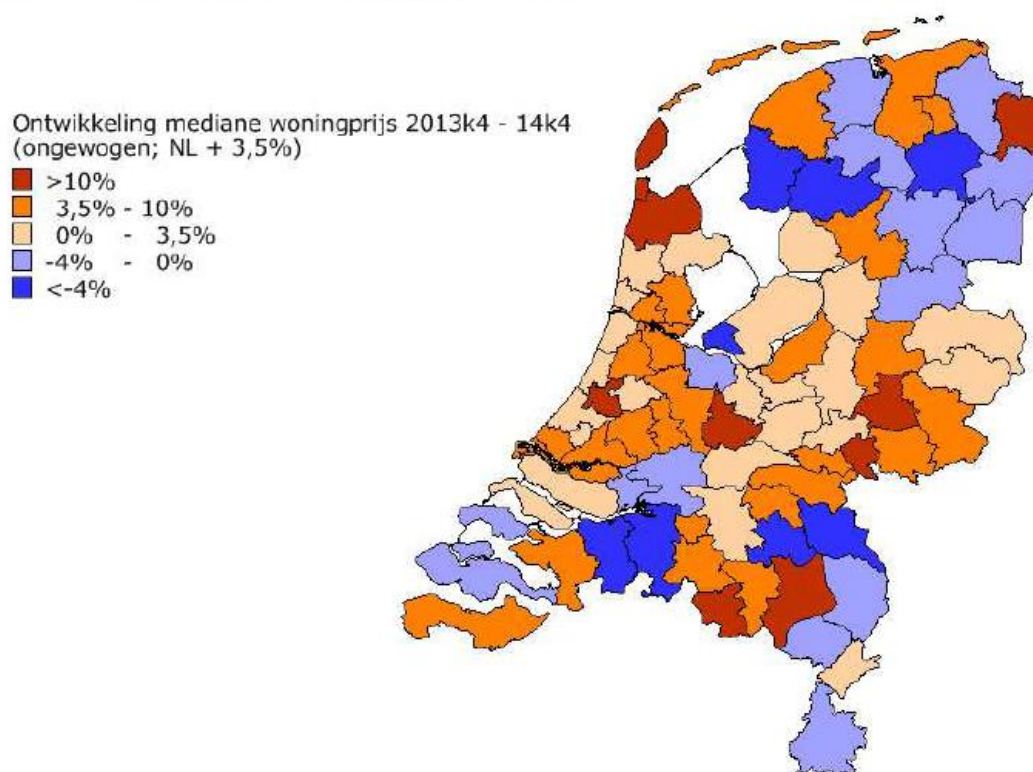 Ontwikkeling mediane woningprijs 2013k4 - 14k4
(ongewogen; NL + 3,5%)
>10%
3,5% - 10%
0% - 3,5%
-4% - 0%
<-4%